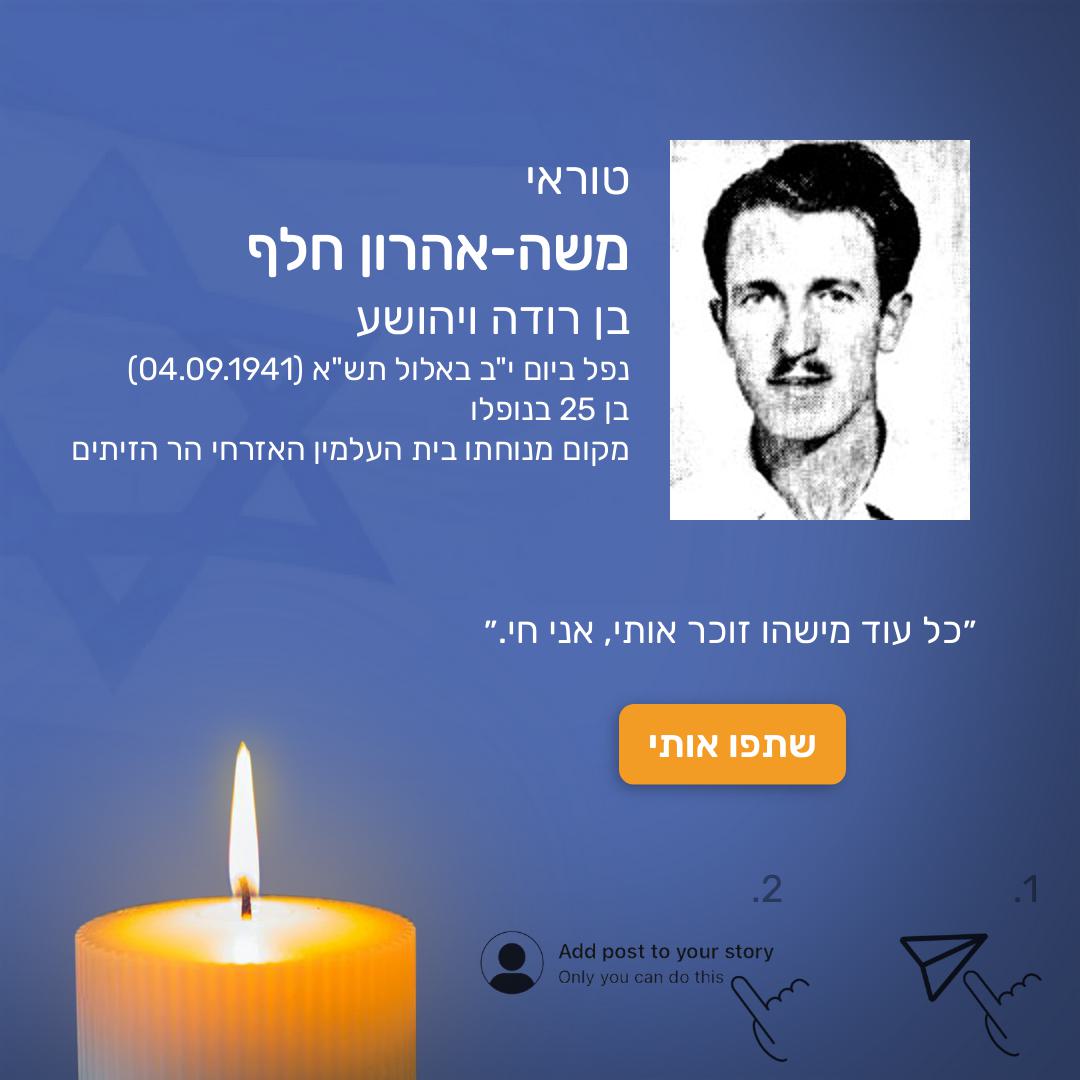 טוראי
משה-אהרון חלף
בן רודה ויהושע
נפל ביום י"ב באלול תש"א (04.09.1941)
בן 25 בנופלו
מקום מנוחתו בית העלמין האזרחי הר הזיתים
”כל עוד מישהו זוכר אותי, אני חי.”
שתפו אותי
1.
2.
Add post to your story
Only you can do this